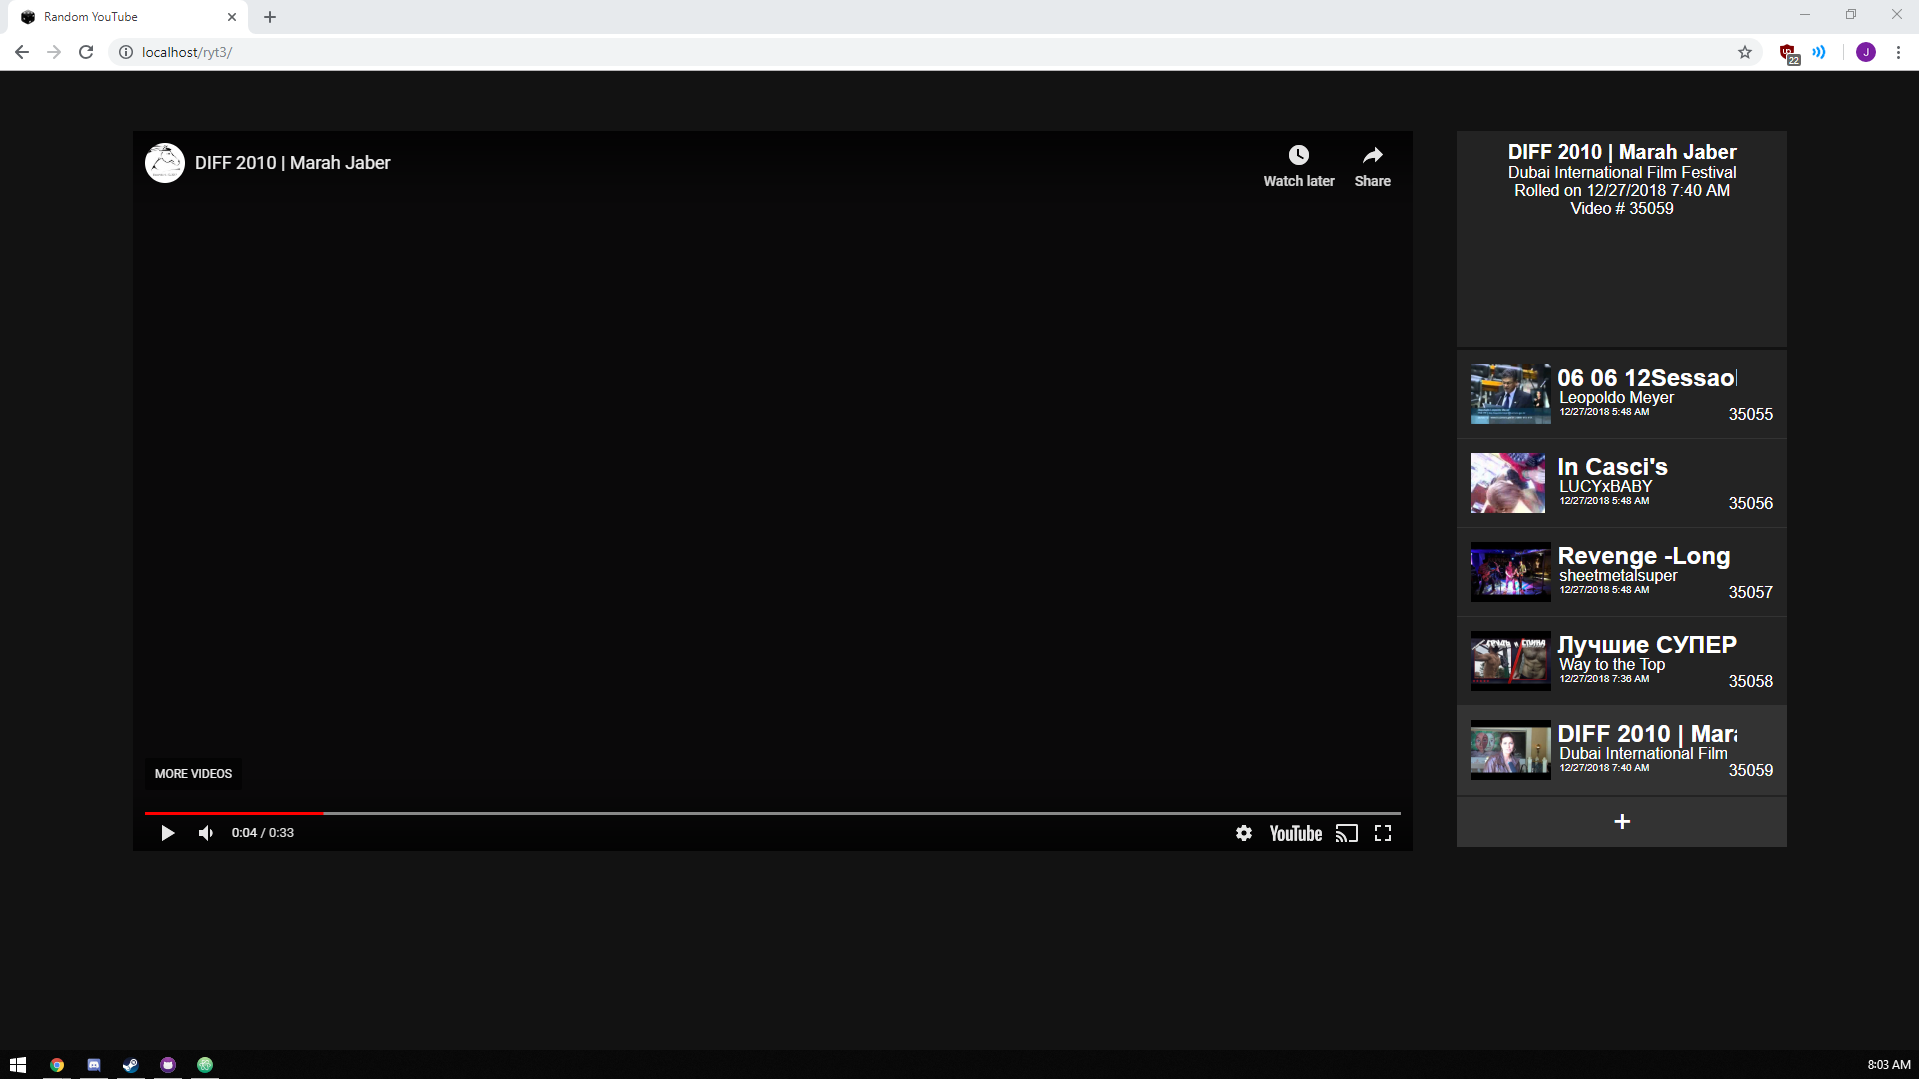 Random YouTube
localhost/ryt3/
22
J
DIFF 2010 | Marah Jaber
Watch later
Share
MORE VIDEOS
0:04 / 0:33
YouTube
DIFF 2010 | Marah Jaber
Dubai International Film Festival
Rolled on 12/27/2018 7:40 AM
Video # 35059
06 06 12Sessao
Leopoldo Meyer
12/27/2018 5:48 AM
35055
In Casci's
LUCYxBABY
12/27/2018 5:48 AM
35056
Revenge -Long
sheetmetalsuper
12/27/2018 5:48 AM
35057
Лучшие СУПЕР
Way to the Top
12/27/2018 7:36 AM
35058
DIFF 2010 | Mara
Dubai International Film
12/27/2018 7:40 AM
35059
+
8:03 AM